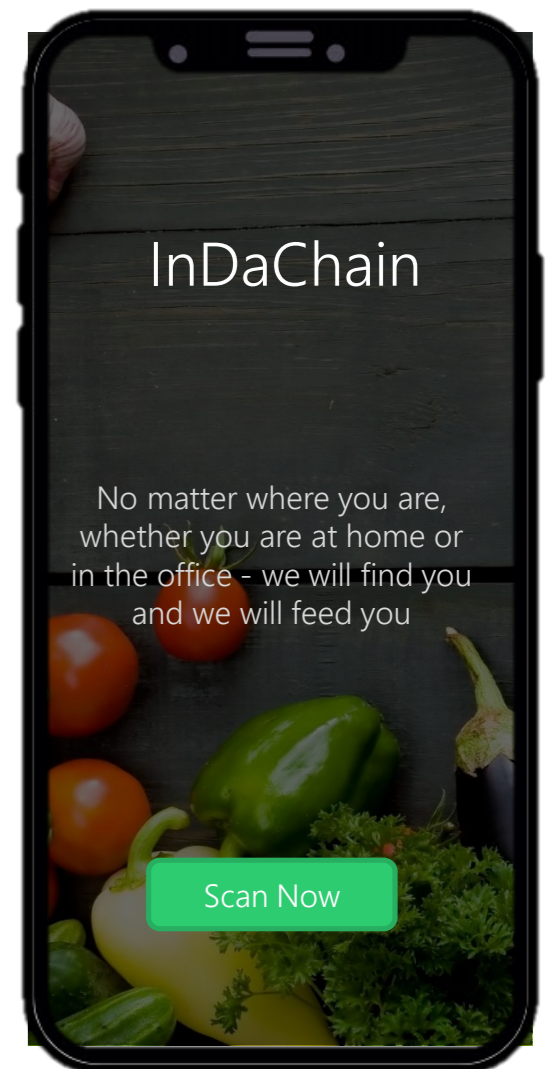 InDaChain
No matter where you are,
whether you are at home or
in the office - we will find you
and we will feed you
Scan Now